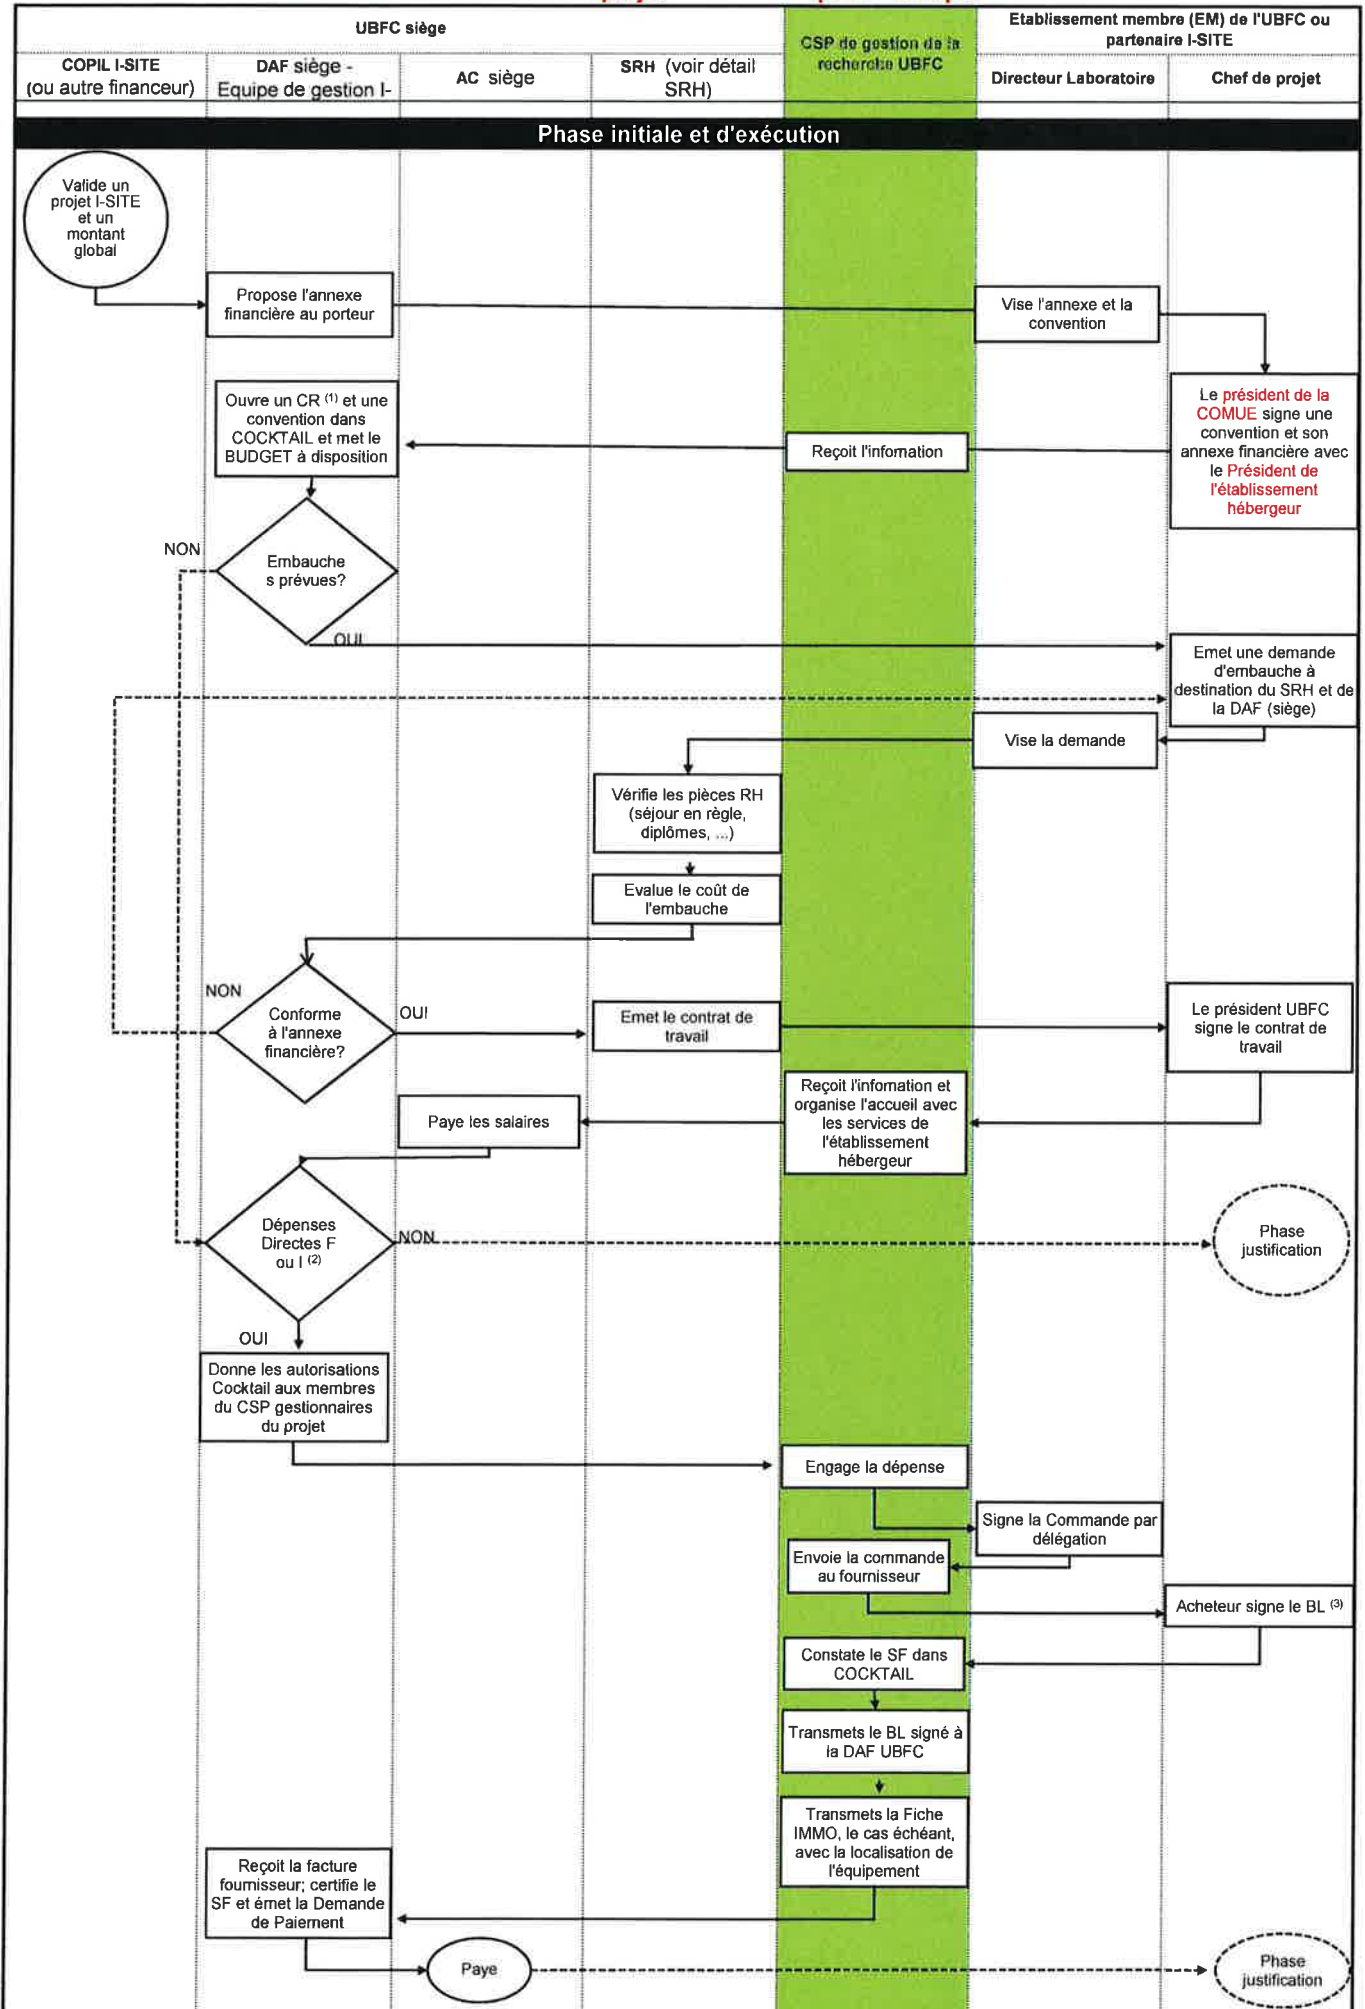 UBFC siège
CSP de gestion de la
recherche UBFC
Etablissement membre (EM) de l'UBFC ou
partenaire I-SITE
COPIL I-SITE
(ou autre financeur)
DAF siège -
Equipe de gestion I-
AC siège
SRH (voir détail
SRH)
Directeur Laboratoire
Chef de projet
Phase initiale et d'exécution
Valide un
projet I-SITE
et un
montant
global
Propose l'annexe
financière au porteur
Vise l'annexe et la
convention
Le président de la
COMUE signe une
convention et son
annexe financière avec
le Président de
l'établissement
hébergeur
Reçoit l'infomation
Ouvre un CR (1) et une
convention dans
COCKTAIL et met le
BUDGET à disposition
NON
Embauche
s prévues?
OUI
Emet une demande
d'embauche à
destination du SRH et de
la DAF (siège)
Vise la demande
Vérifie les pièces RH
(séjour en règle,
diplômes, ...)
Evalue le coût de
l'embauche
NON
Conforme
à l'annexe
financière?
OUI
Emet le contrat de
travail
Le président UBFC
signe le contrat de
travail
Reçoit l'infomation et
organise l'accueil avec
les services de
l'établissement
hébergeur
Paye les salaires
Dépenses
Directes F
ou I (2)
NON
Phase
justification
OUI
Donne les autorisations
Cocktail aux membres
du CSP gestionnaires
du projet
Engage la dépense
Signe la Commande par
délégation
Envoie la commande
au fournisseur
Acheteur signe le BL (3)
Constate le SF dans
COCKTAIL
Transmets le BL signé à
la DAF UBFC
Transmets la Fiche
IMMO, le cas échéant,
avec la localisation de
l'équipement
Reçoit la facture
fournisseur; certifie le
SF et émet la Demande
de Paiement
Paye
Phase
justification